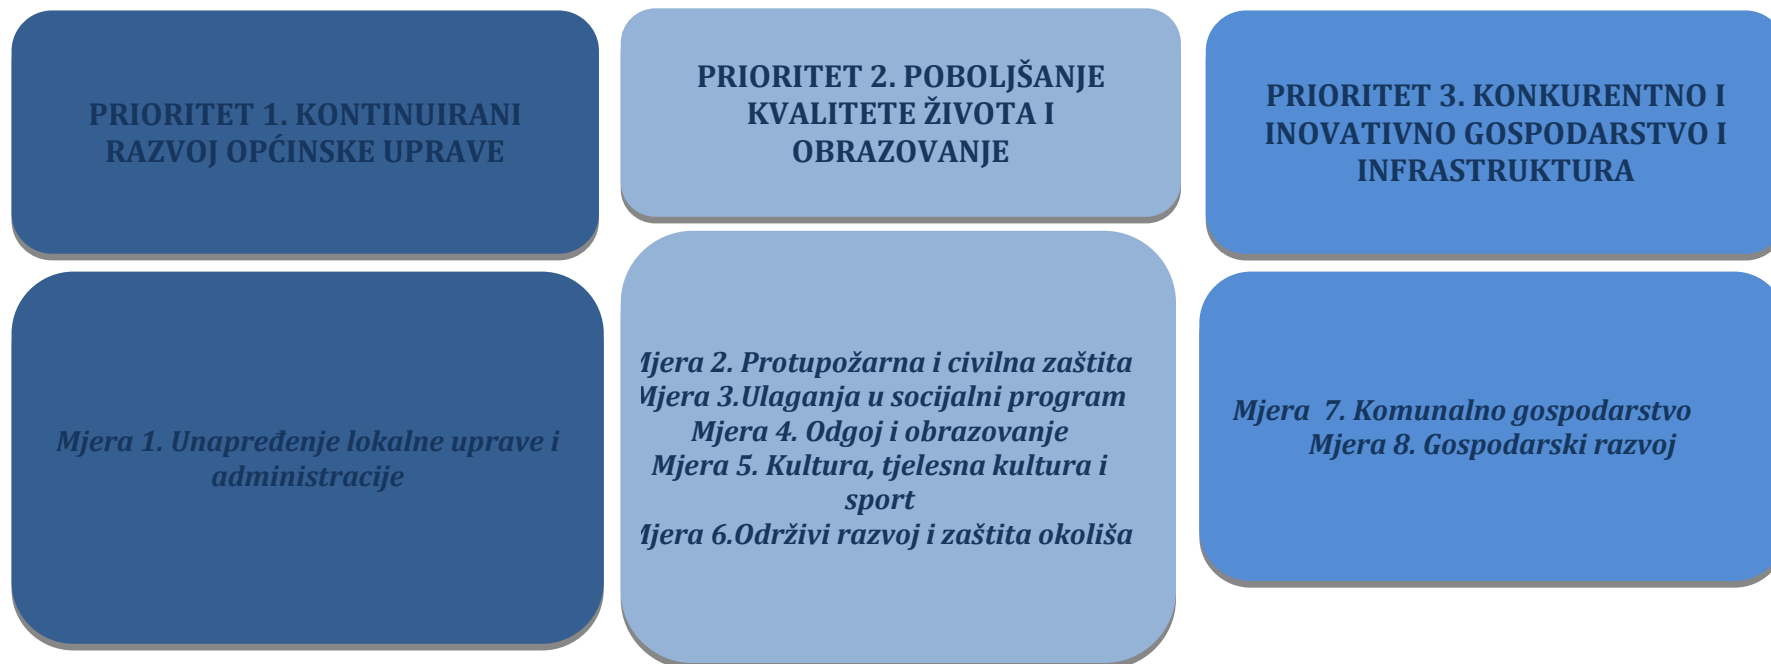 PRIORITET 1. KONTINUIRANI
RAZVOJ OPĆINSKE UPRAVE
Mjera 1. Unapređenje lokalne uprave i
administracije
PRIORITET 2. POBOLJŠANJE
KVALITETE ŽIVOTA I
OBRAZOVANJE
Mjera 2. Protupožarna i civilna zaštita
Mjera 3.Ulaganja u socijalni program
Mjera 4. Odgoj i obrazovanje
Mjera 5. Kultura, tjelesna kultura i
sport
Mjera 6.Održivi razvoj i zaštita okoliša
PRIORITET 3. KONKURENTNO I
INOVATIVNO GOSPODARSTVO I
INFRASTRUKTURA
Mjera 7. Komunalno gospodarstvo
Mjera 8. Gospodarski razvoj